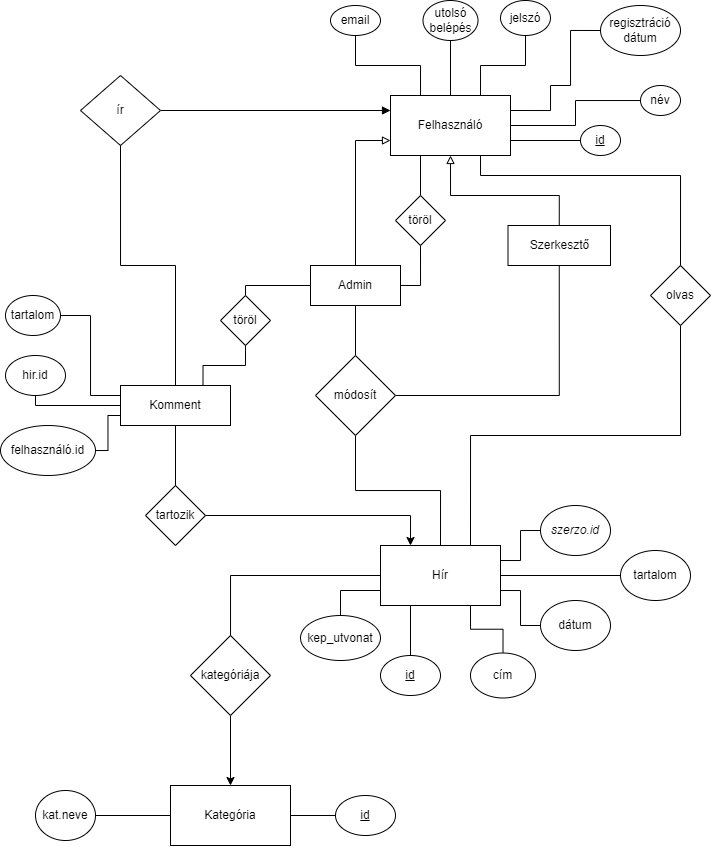 email
utolsó
belépés
jelszó
regisztráció
dátum
név
id
ír
Felhasználó
töröl
Szerkesztő
Admin
olvas
töröl
tartalom
hir.id
felhasználó.id
Komment
módosít
tartozik
szerzo.id
Hír
tartalom
dátum
kep_utvonat
id
cím
kategóriája
kat.neve
Kategória
id